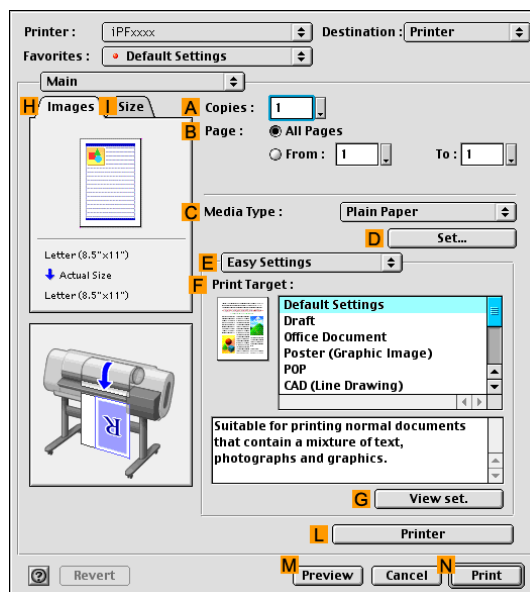 Printer : iPFxxxx Destination : Printer
Favorites : Default Settings
Main
H Images I Size
A Copies : 1
B Page : All Pages
From : 1 To : 1
C Media Type : Plain Paper
D Set...
Letter (8.5"x11")
Actual Size
Letter (8.5"x11")
E Easy Settings
F Print Target :
Default Settings
Draft
Office Document
Poster (Graphic Image)
POP
CAD (Line Drawing)
R
Suitable for printing normal documents
that contain a mixture of text,
photographs and graphics.
G View set.
L Printer
? Revert M Preview Cancel N Print